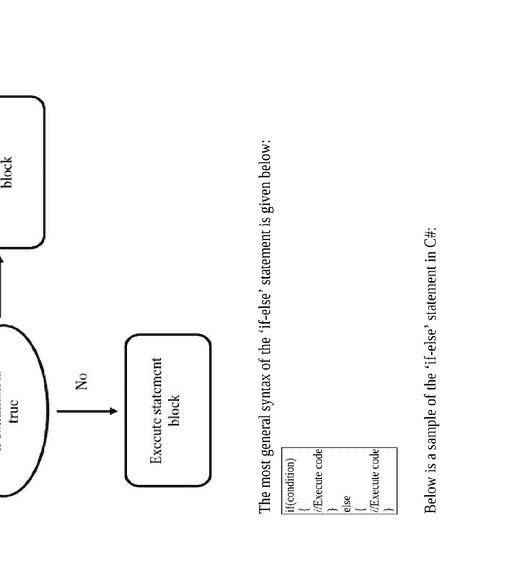 true
block
No
Execute statement
block
The most general syntax of the ‘if-else’ statement is given below:
if(condition)
{
//Execute code
}
else
{
//Execute code
}
Below is a sample of the ‘if-else’ statement in C#: